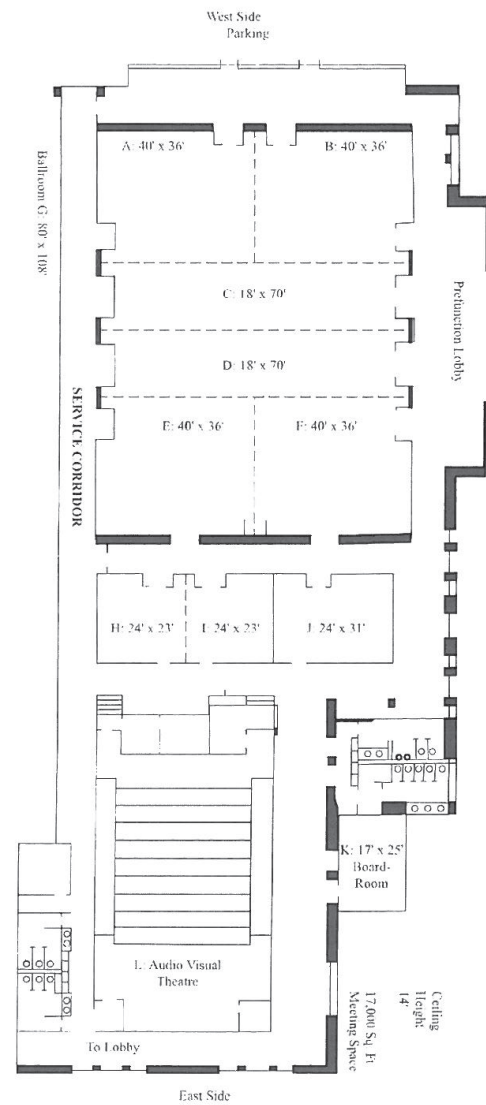 West Side
Parking
A: 40' x 36'
B: 40' x 36'
Ballroom G: 80' x 108'
C: 18' x 70'
Prefunction Lobby
D: 18' x 70'
SERVICE CORRIDOR
E: 40' x 36'
F: 40' x 36'
H: 24' x 23'
I: 24' x 23'
J: 24' x 31'
K: 17' x 25'
Board-
Room
L: Audio Visual
Theatre
Ceiling
Height
14'
17,000 Sq. Ft
Meeting Space
To Lobby
East Side